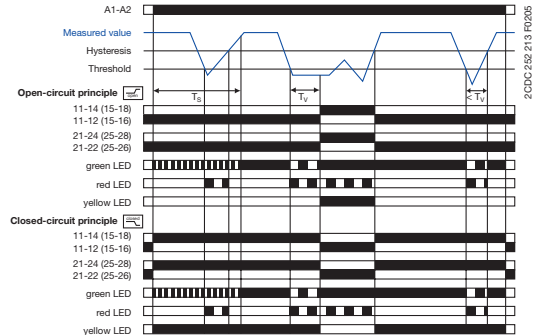 A1-A2
Measured value
Hysteresis
Threshold
Open-circuit principle open
TS TV < TV
11-14 (15-18)
11-12 (15-16)
21-24 (25-28)
21-22 (25-26)
green LED
red LED
yellow LED
Closed-circuit principle closed
11-14 (15-18)
11-12 (15-16)
21-24 (25-28)
21-22 (25-26)
green LED
red LED
yellow LED
2CDC 252 213 F0205